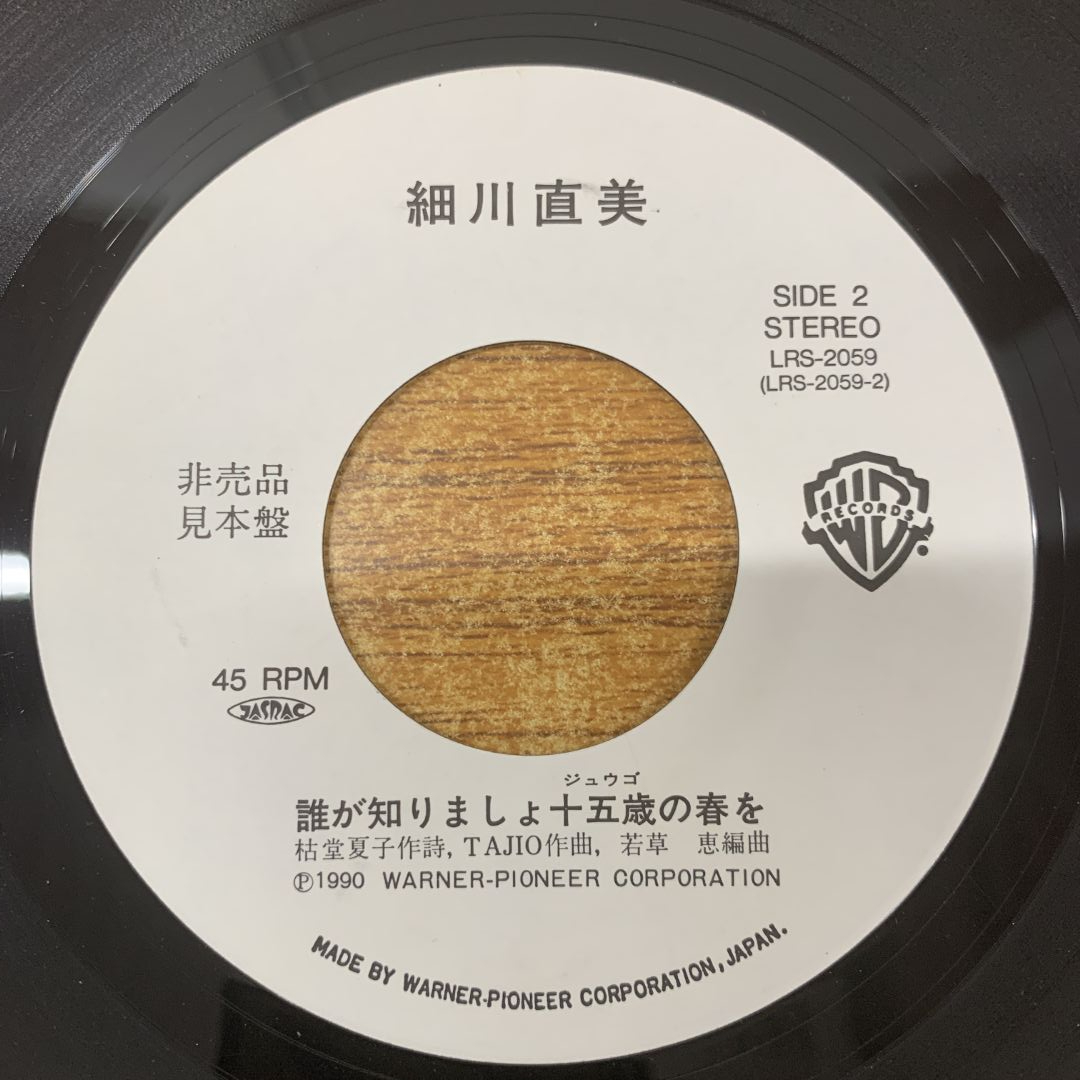 細川直美
SIDE 2
STEREO
LRS-2059
(LRS-2059-2)
非売品
見本盤
WB RECORDS
45 RPM
JASRAC
ジュウゴ
誰が知りましょ十五歳の春を
枯堂夏子作詩, TAJIO作曲, 若草 恵編曲
Ⓟ1990 WARNER-PIONEER CORPORATION
MADE BY WARNER-PIONEER CORPORATION, JAPAN.